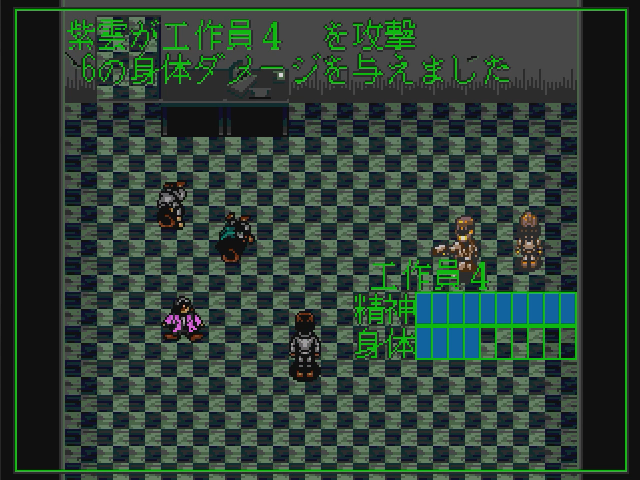 紫雲が工作員４　を攻撃
6の身体ダメージを与えました
工作員４
精神
身体